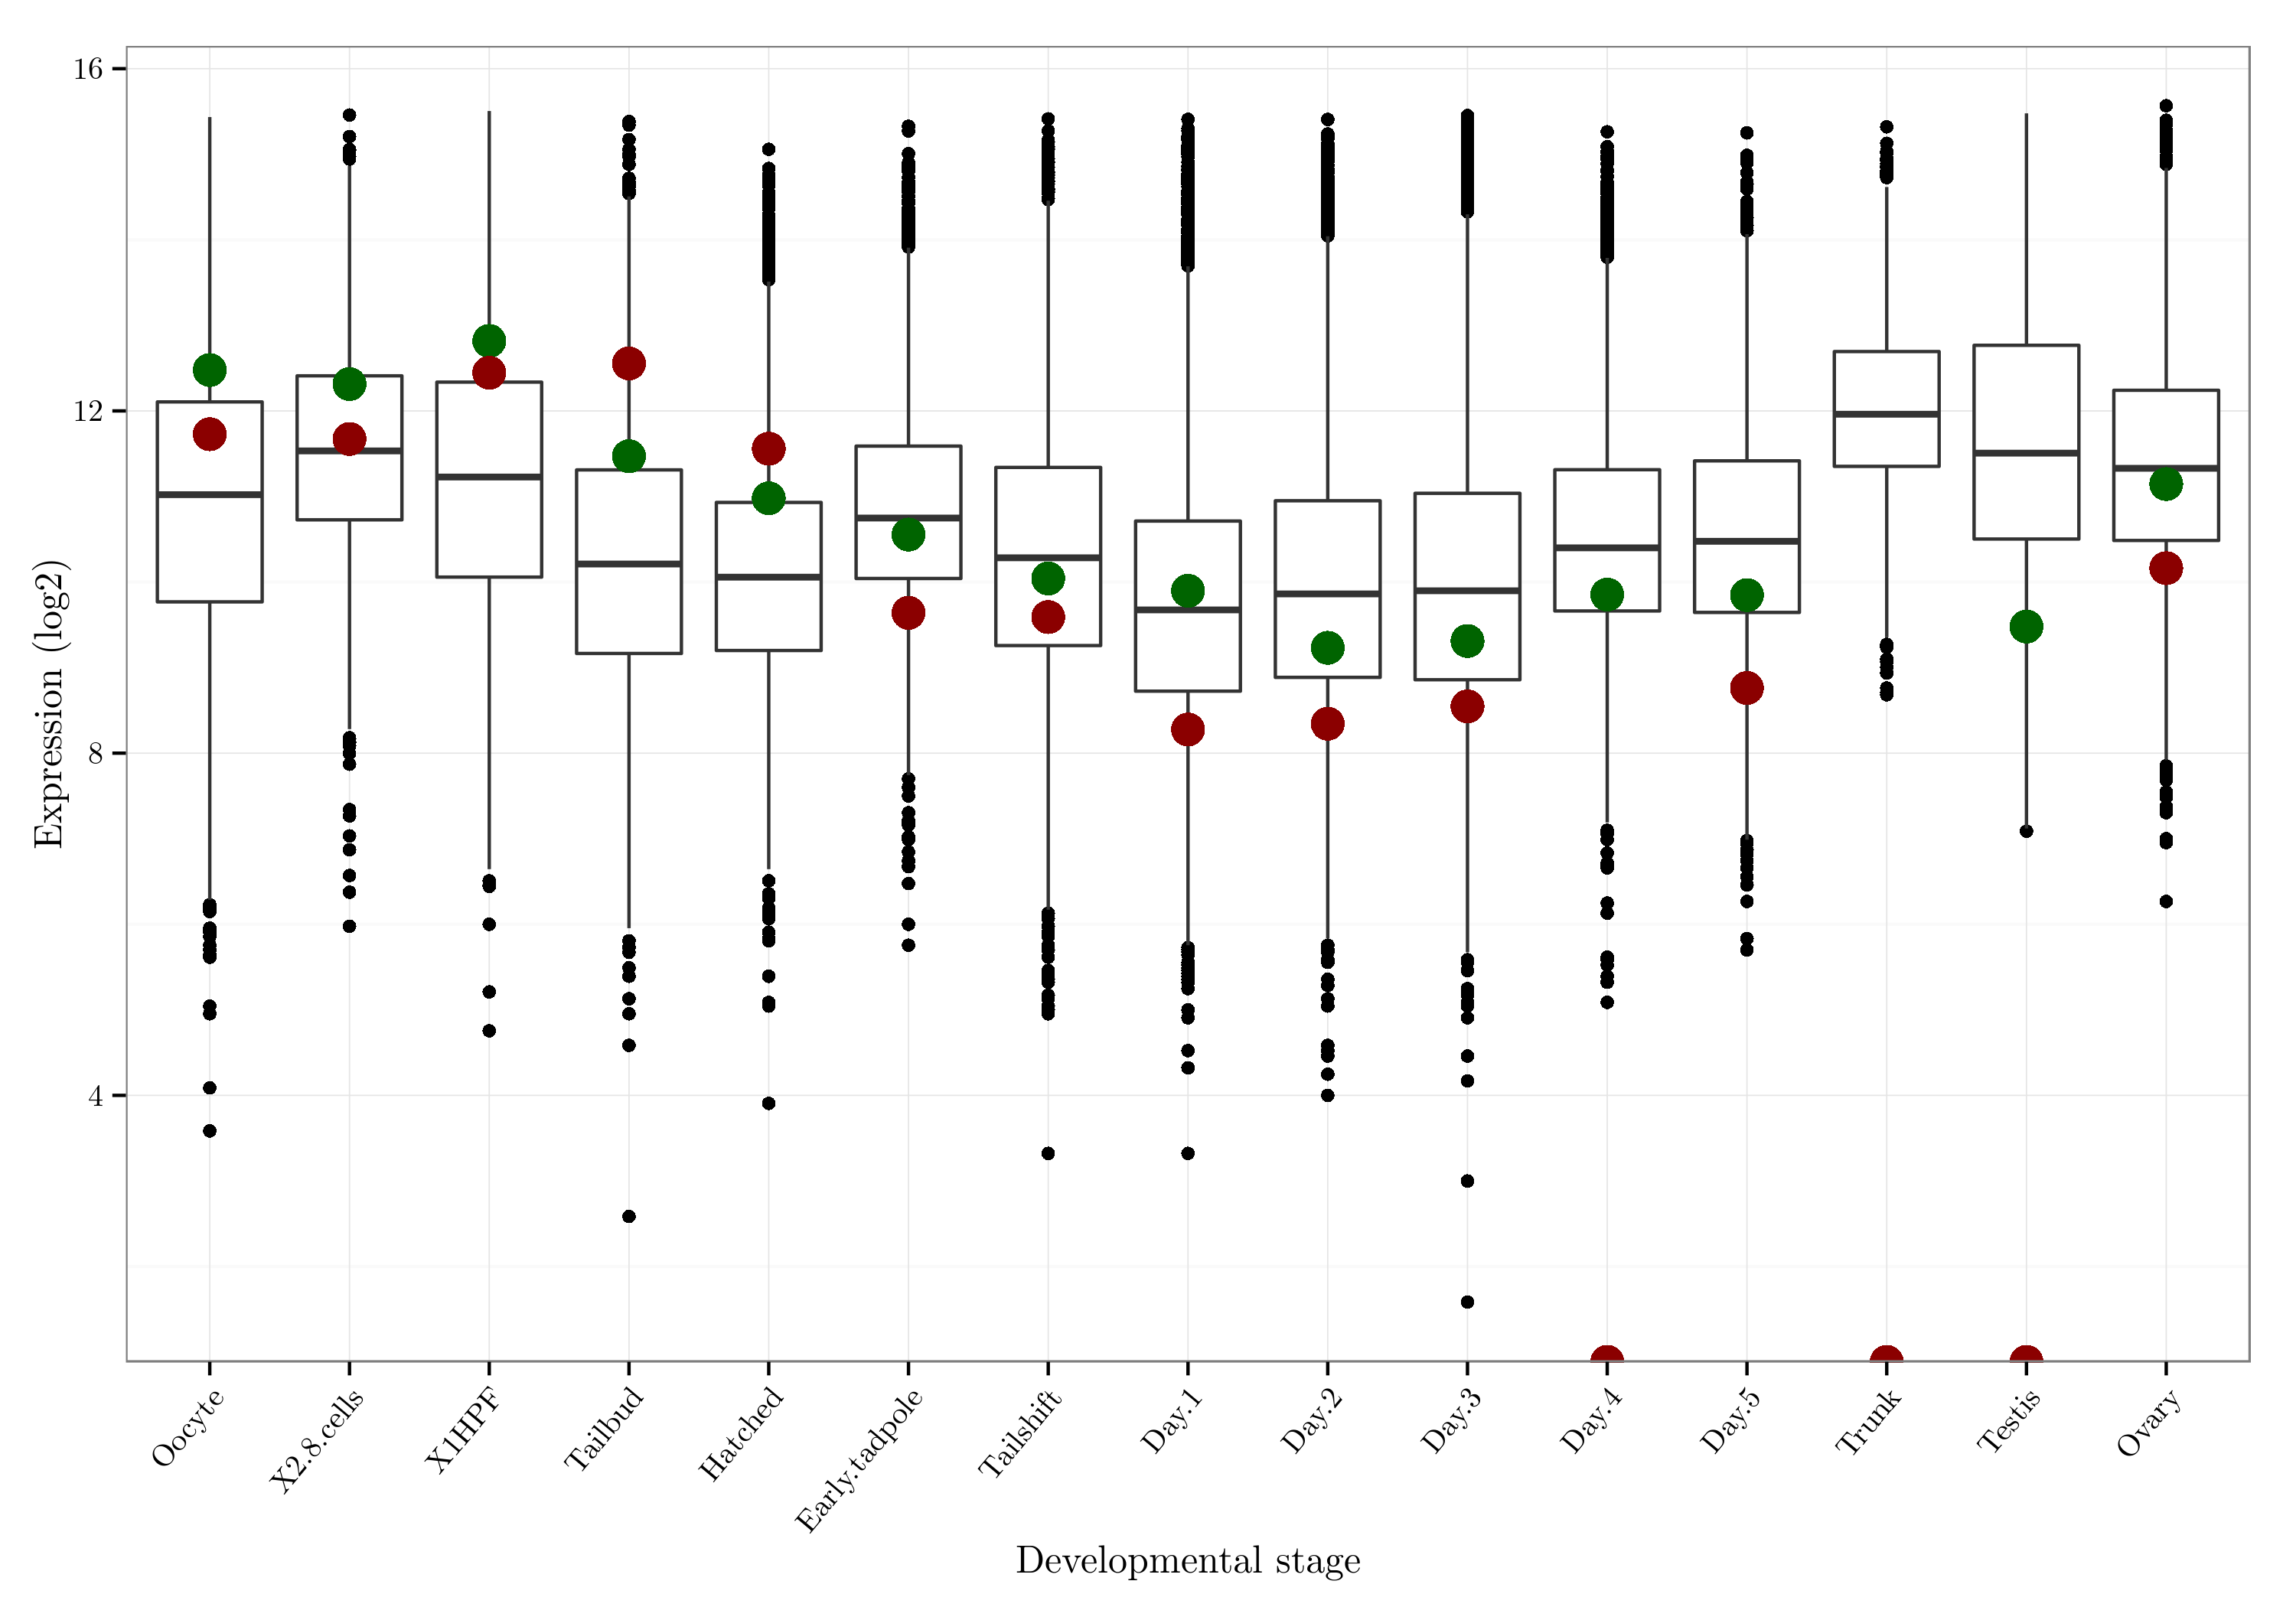 16
12
8
4
Expression (log2)
Oocyte
X2.8.cells
X1HPF
Tailbud
Hatched
Early.tadpole
Tailshift
Day.1
Day.2
Day.3
Day.4
Day.5
Trunk
Testis
Ovary
Developmental stage